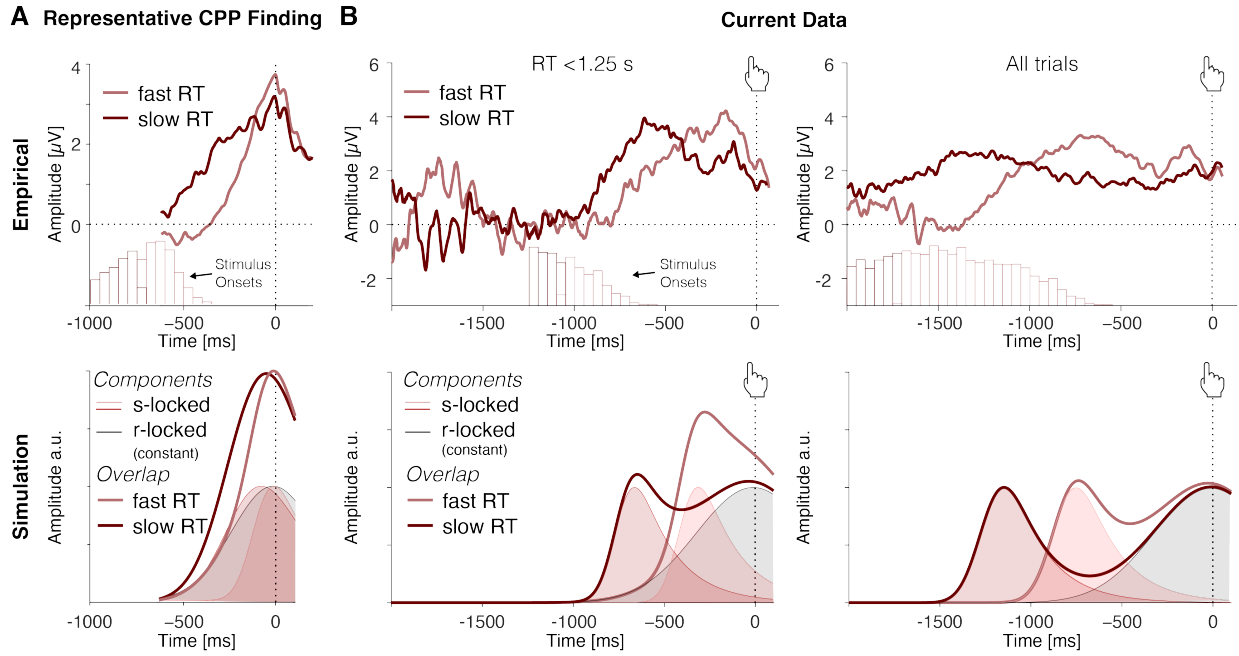 A Representative CPP Finding
B Current Data
Empirical
Amplitude [µV]
4
2
0
fast RT
slow RT
Stimulus
Onsets
-1000 −500 0
Time [ms]
RT <1.25 s
Amplitude [µV]
6
4
2
0
-2
fast RT
slow RT
Stimulus
Onsets
-1500 -1000 −500 0
Time [ms]
All trials
Amplitude [µV]
6
4
2
0
-2
-1500 -1000 −500 0
Time [ms]
Simulation
Amplitude a.u.
Components
s-locked
r-locked
(constant)
Overlap
fast RT
slow RT
-1000 −500 0
Time [ms]
Amplitude a.u.
Components
s-locked
r-locked
(constant)
Overlap
fast RT
slow RT
-1500 -1000 −500 0
Time [ms]
Amplitude a.u.
-1500 -1000 −500 0
Time [ms]